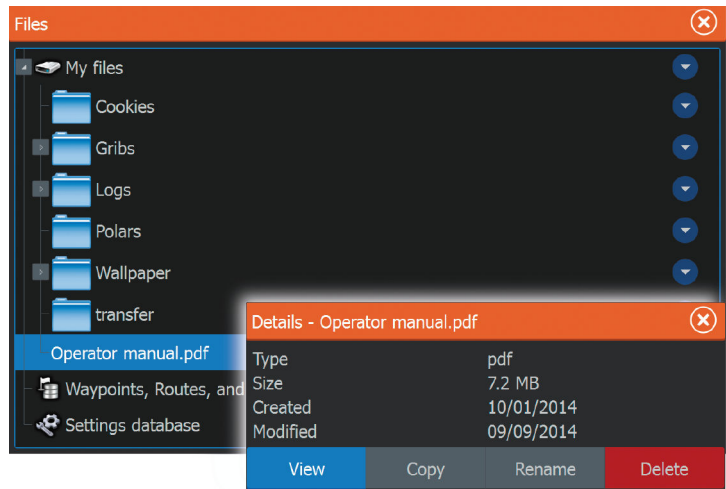 Files
My files
Cookies
Gribs
Logs
Polars
Wallpaper
transfer
Operator manual.pdf
Waypoints, Routes, and
Settings database
Details - Operator manual.pdf
Type pdf
Size 7.2 MB
Created 10/01/2014
Modified 09/09/2014
View Copy Rename Delete